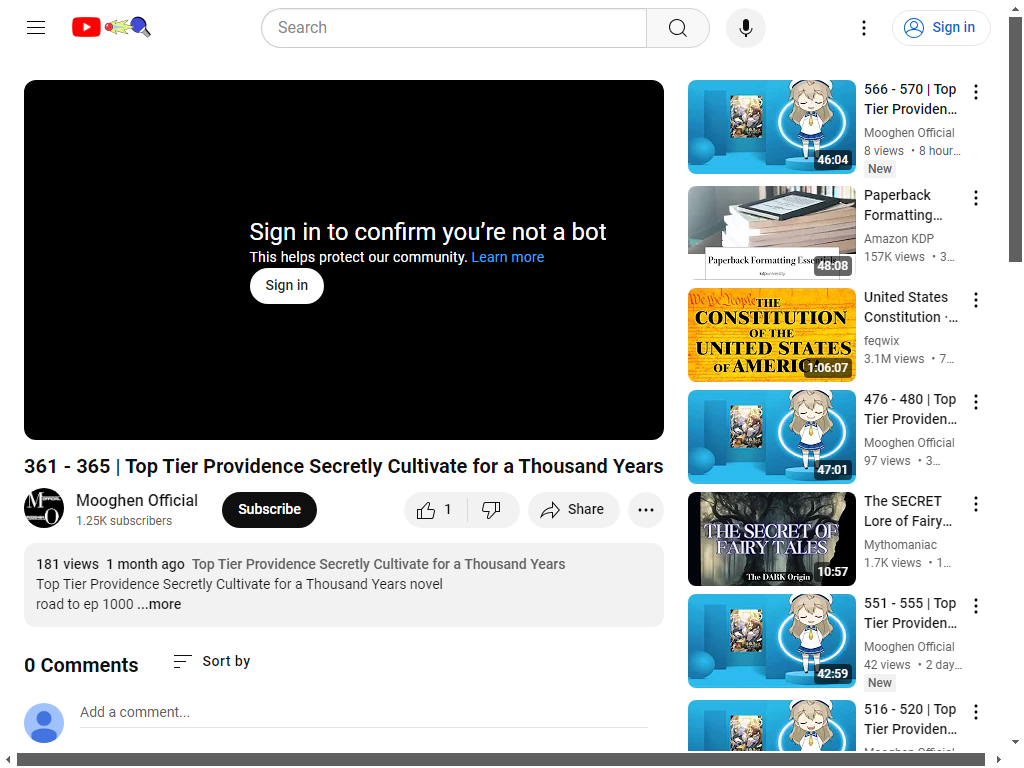 Search
Sign in
Sign in to confirm you're not a bot
This helps protect our community. Learn more
Sign in
361 - 365 | Top Tier Providence Secretly Cultivate for a Thousand Years
Mooghen Official
1.25K subscribers
Subscribe
1
Share
181 views 1 month ago Top Tier Providence Secretly Cultivate for a Thousand Years
Top Tier Providence Secretly Cultivate for a Thousand Years novel
road to ep 1000 ...more
0 Comments
Sort by
Add a comment...
46:04
566 - 570 | Top
Tier Providen...
Mooghen Official
8 views • 8 hour...
New
Paperback Formatting Essentials
48:08
Paperback
Formatting...
Amazon KDP
157K views • 3...
We the People THE
CONSTITUTION
OF THE
UNITED STATES
OF AMERICA
1:06:07
United States
Constitution ·...
feqwix
3.1M views • 7...
47:01
476 - 480 | Top
Tier Providen...
Mooghen Official
97 views • 3...
THE SECRET OF
FAIRY TALES
The DARK Origin
10:57
The SECRET
Lore of Fairy...
Mythomaniac
1.7K views • 1...
42:59
551 - 555 | Top
Tier Providen...
Mooghen Official
42 views • 2 day...
New
516 - 520 | Top
Tier Providen...
Mooghen Official